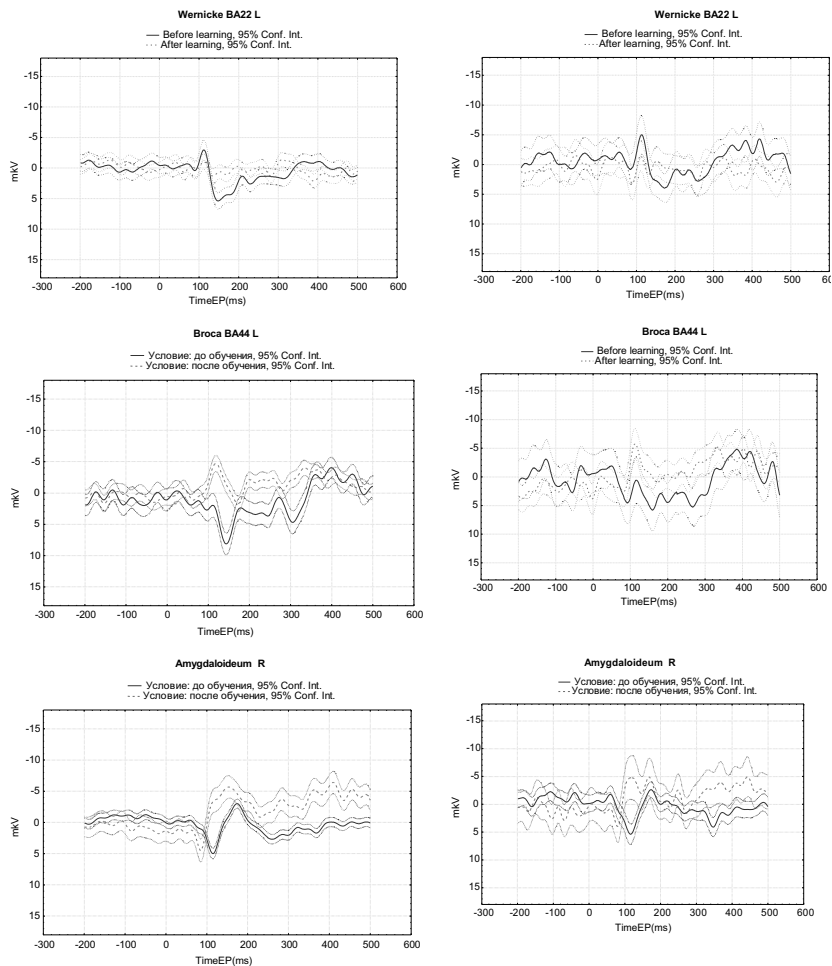 Wernicke BA22 L
Before learning, 95% Conf. Int.
After learning, 95% Conf. Int.
-15
-10
-5
0
5
10
15
mkV
-300 -200 -100 0 100 200 300 400 500 600
TimeEP(ms)
Wernicke BA22 L
Before learning, 95% Conf. Int.
After learning, 95% Conf. Int.
-15
-10
-5
0
5
10
15
mkV
-300 -200 -100 0 100 200 300 400 500 600
TimeEP(ms)
Broca BA44 L
Условие: до обучения, 95% Conf. Int.
Условие: после обучения, 95% Conf. Int.
-15
-10
-5
0
5
10
15
mkV
-300 -200 -100 0 100 200 300 400 500 600
TimeEP(ms)
Broca BA44 L
Before learning, 95% Conf. Int.
After learning, 95% Conf. Int.
-15
-10
-5
0
5
10
15
mkV
-300 -200 -100 0 100 200 300 400 500 600
TimeEP(ms)
Amygdaloideum R
Условие: до обучения, 95% Conf. Int.
Условие: после обучения, 95% Conf. Int.
-15
-10
-5
0
5
10
15
mkV
-300 -200 -100 0 100 200 300 400 500 600
TimeEP(ms)
Amygdaloideum R
Условие: до обучения, 95% Conf. Int.
Условие: после обучения, 95% Conf. Int.
-15
-10
-5
0
5
10
15
mkV
-300 -200 -100 0 100 200 300 400 500 600
TimeEP(ms)